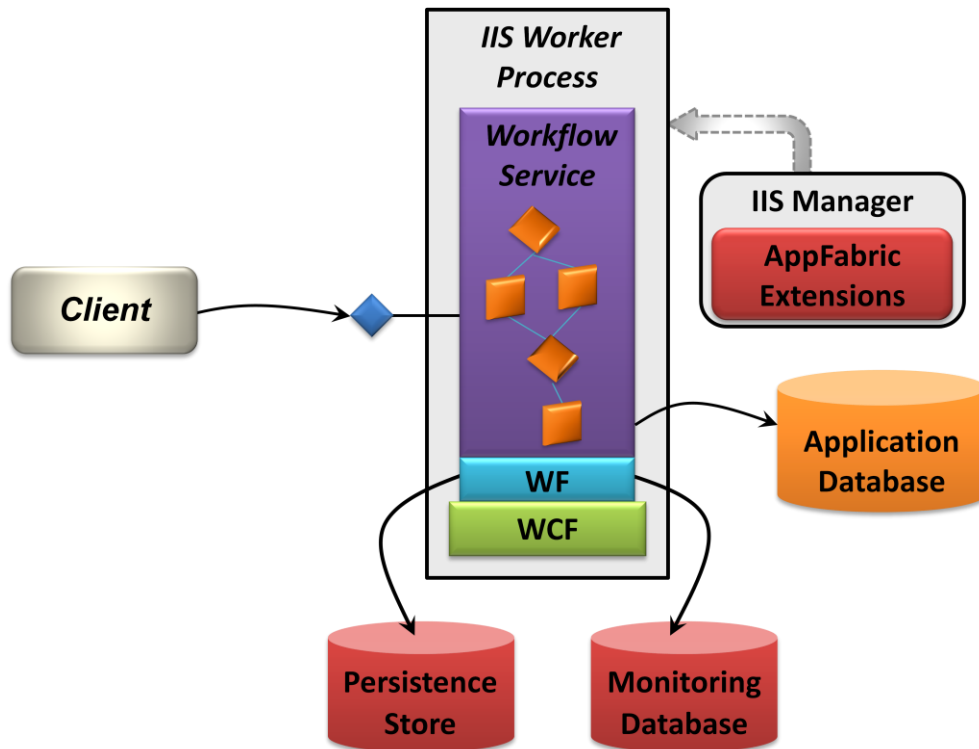 IIS Worker
Process
Workflow
Service
IIS Manager
AppFabric
Extensions
Client
Application
Database
WF
WCF
Persistence
Store
Monitoring
Database